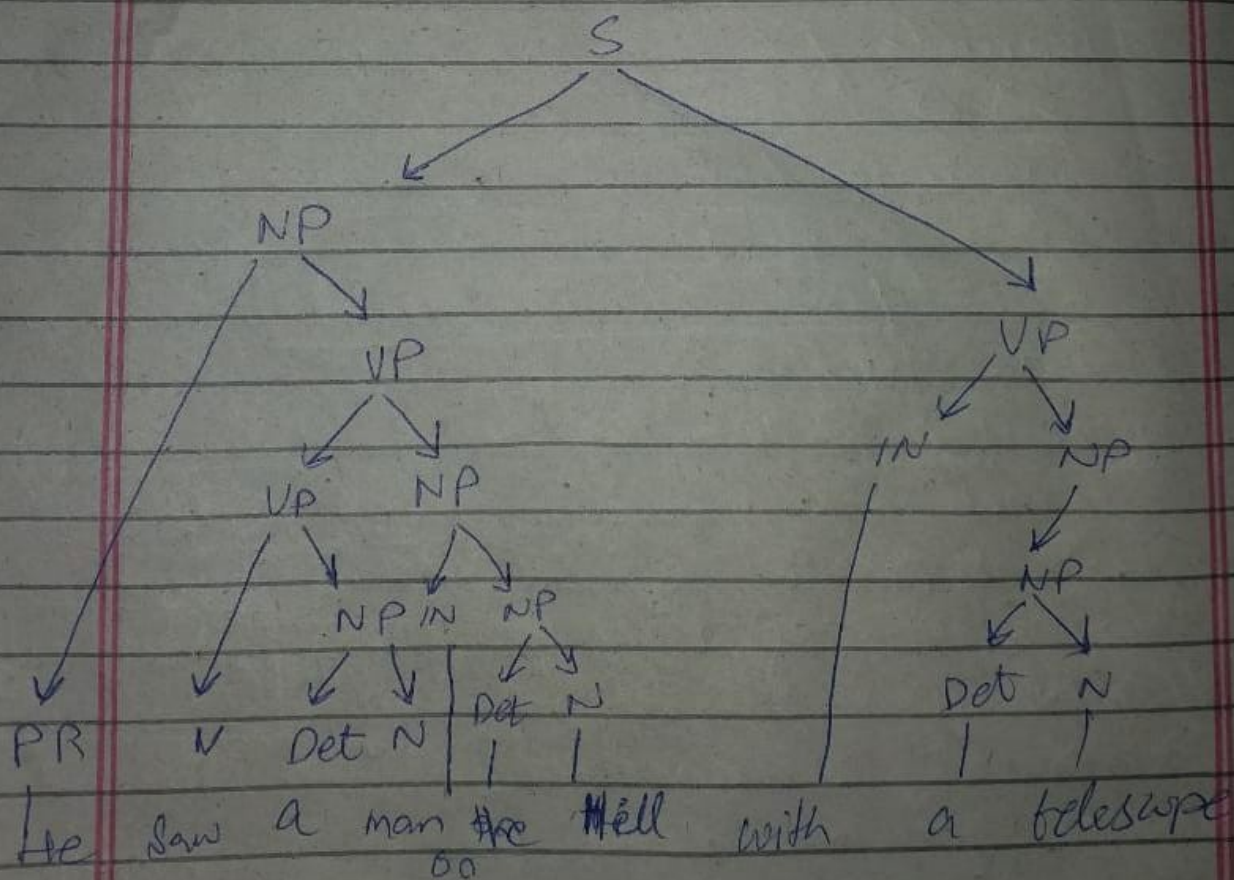 S
NP
VP
VP
IN NP
VP NP
NP
NP IN NP
Det N
Det N
PR V Det N
He saw a man the Hill with a telescope
on